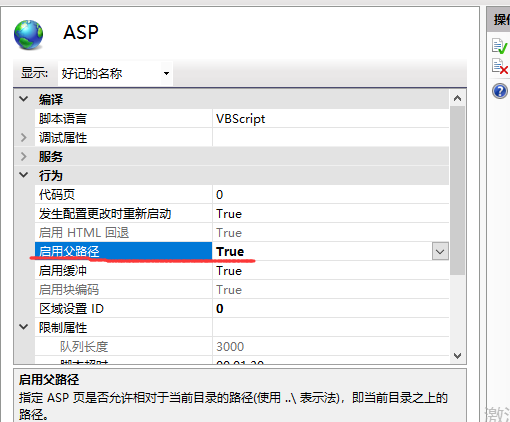 ASP
操作
显示: 好记的名称
编译
脚本语言 VBScript
调试属性
服务
行为
代码页 0
发生配置更改时重新启动 True
启用 HTML 回退 True
启用父路径 True
启用缓冲 True
启用块编码 True
区域设置 ID 0
限制属性
队列长度 3000
启用父路径
指定 ASP 页是否允许相对于当前目录的路径(使用 ..\ 表示法)，即当前目录之上的
路径。
激活